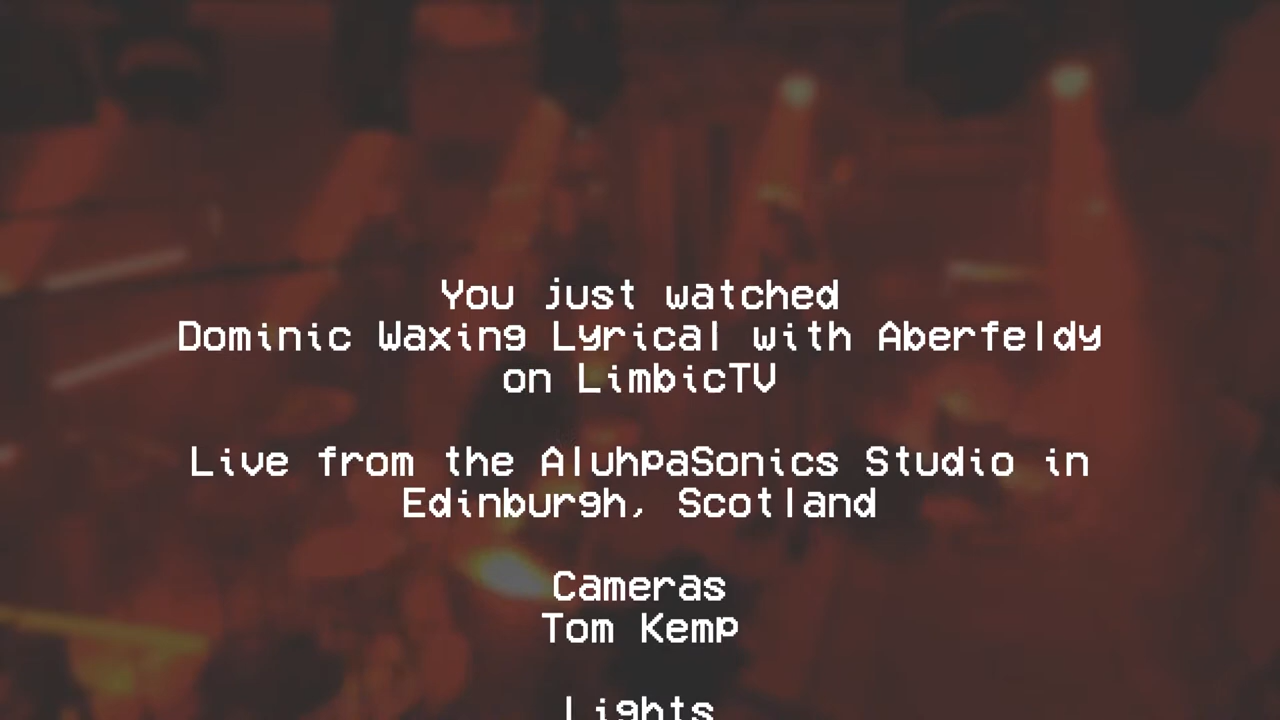 You just watched
Dominic Waxing Lyrical with Aberfeldy
on LimbicTV
Live from the AluhpaSonics Studio in
Edinburgh, Scotland
Cameras
Tom Kemp
Lights